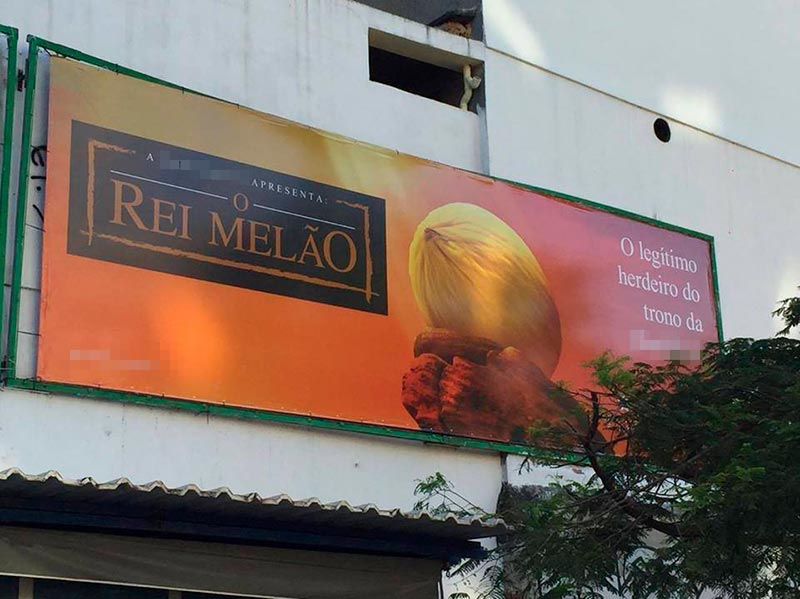 A APRESENTA:
O
REI MELÃO
O legítimo
herdeiro do
trono da